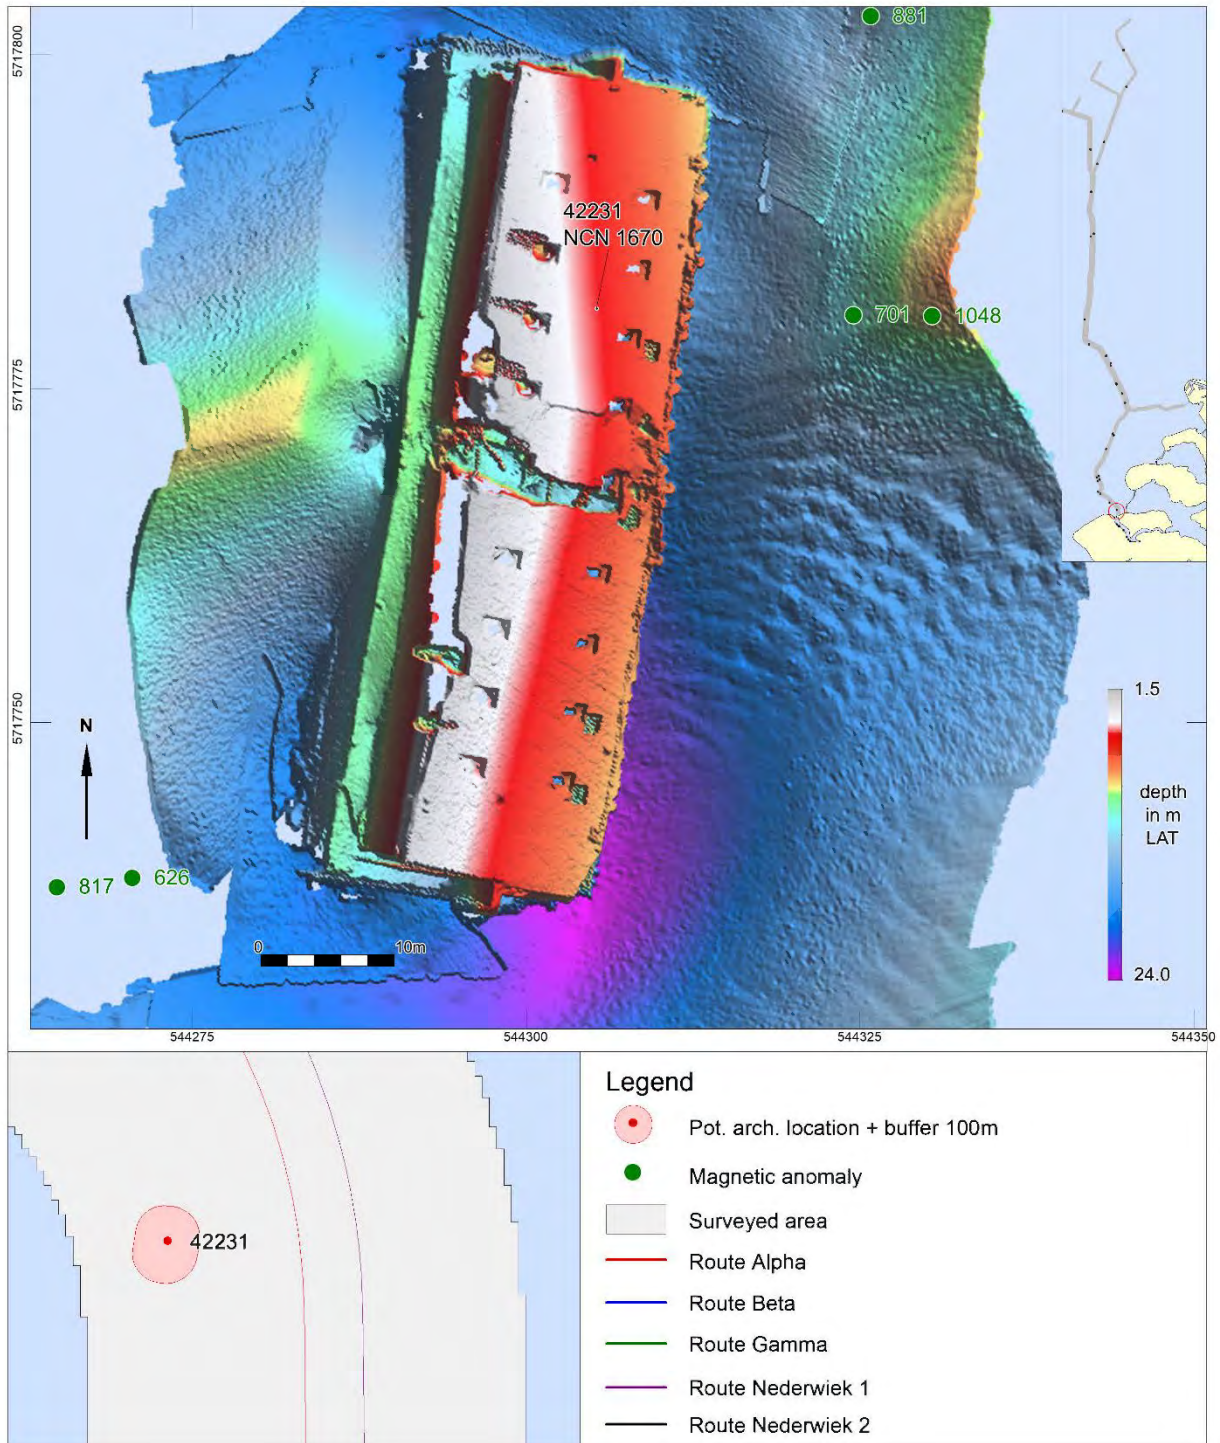 881
5717800
42231
NCN 1670
701
1048
5717775
5717750
N
1.5
depth
in m
LAT
24.0
817
626
0
10m
544275
544300
544325
544350
42231
Legend
Pot. arch. location + buffer 100m
Magnetic anomaly
Surveyed area
Route Alpha
Route Beta
Route Gamma
Route Nederwiek 1
Route Nederwiek 2